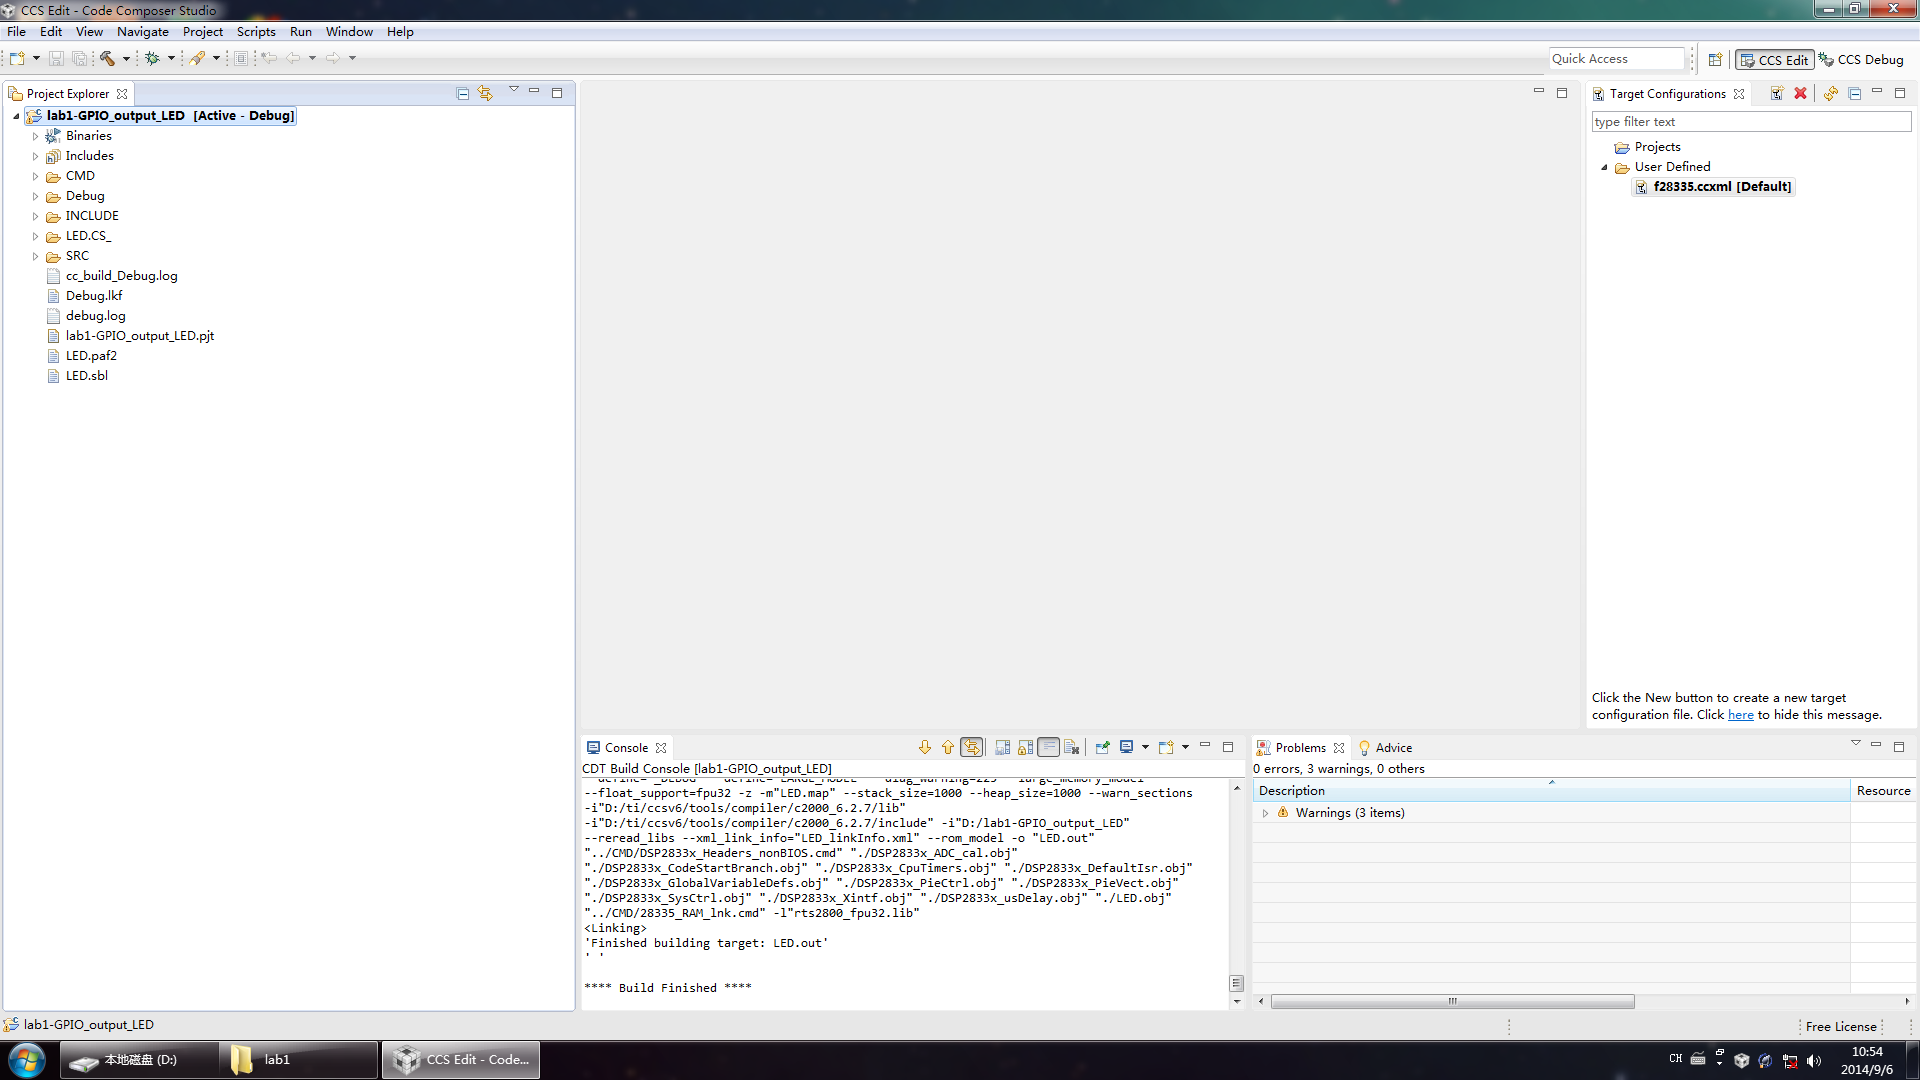 CCS Edit - Code Composer Studio
File Edit View Navigate Project Scripts Run Window Help
Quick Access
CCS Edit
CCS Debug
Project Explorer
lab1-GPIO_output_LED [Active - Debug]
Binaries
Includes
CMD
Debug
INCLUDE
LED.CS_
SRC
cc_build_Debug.log
Debug.lkf
debug.log
lab1-GPIO_output_LED.pjt
LED.paf2
LED.sbl
Target Configurations
type filter text
Projects
User Defined
f28335.ccxml [Default]
Click the New button to create a new target
configuration file. Click here to hide this message.
Console
CDT Build Console [lab1-GPIO_output_LED]
--define="_DEBUG" --define="LARGE_MODEL" --diag_warning=225 --large_memory_model
--float_support=fpu32 -z -m"LED.map" --stack_size=1000 --heap_size=1000 --warn_sections
-i"D:/ti/ccsv6/tools/compiler/c2000_6.2.7/lib"
-i"D:/ti/ccsv6/tools/compiler/c2000_6.2.7/include" -i"D:/lab1-GPIO_output_LED"
--reread_libs --xml_link_info="LED_linkInfo.xml" --rom_model -o "LED.out"
"../CMD/DSP2833x_Headers_nonBIOS.cmd" "./DSP2833x_ADC_cal.obj"
"./DSP2833x_CodeStartBranch.obj" "./DSP2833x_CpuTimers.obj" "./DSP2833x_DefaultIsr.obj"
"./DSP2833x_GlobalVariableDefs.obj" "./DSP2833x_PieCtrl.obj" "./DSP2833x_PieVect.obj"
"./DSP2833x_SysCtrl.obj" "./DSP2833x_Xintf.obj" "./DSP2833x_usDelay.obj" "./LED.obj"
"../CMD/28335_RAM_lnk.cmd" -l"rts2800_fpu32.lib"
<Linking>
'Finished building target: LED.out'
' '
**** Build Finished ****
Problems
Advice
0 errors, 3 warnings, 0 others
Description
Resource
Warnings (3 items)
lab1-GPIO_output_LED
Free License
本地磁盘 (D:)
lab1
CCS Edit - Code...
CH
10:54
2014/9/6